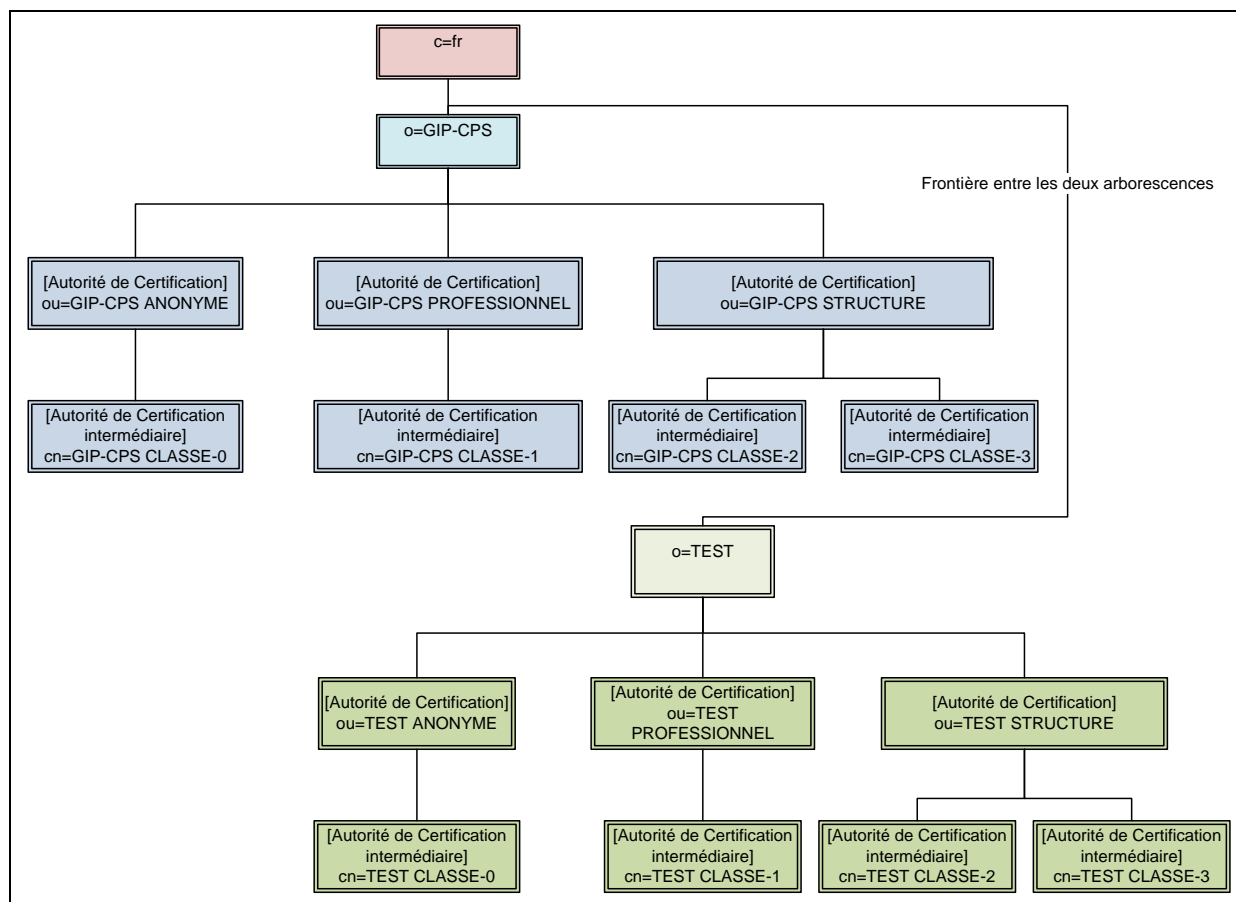 c=fr
o=GIP-CPS
Frontière entre les deux arborescences
[Autorité de Certification]
ou=GIP-CPS ANONYME
[Autorité de Certification]
ou=GIP-CPS PROFESSIONNEL
[Autorité de Certification]
ou=GIP-CPS STRUCTURE
[Autorité de Certification
intermédiaire]
cn=GIP-CPS CLASSE-0
[Autorité de Certification
intermédiaire]
cn=GIP-CPS CLASSE-1
[Autorité de Certification
intermédiaire]
cn=GIP-CPS CLASSE-2
[Autorité de Certification
intermédiaire]
cn=GIP-CPS CLASSE-3
o=TEST
[Autorité de Certification]
ou=TEST ANONYME
[Autorité de Certification]
ou=TEST
PROFESSIONNEL
[Autorité de Certification]
ou=TEST STRUCTURE
[Autorité de Certification
intermédiaire]
cn=TEST CLASSE-0
[Autorité de Certification
intermédiaire]
cn=TEST CLASSE-1
[Autorité de Certification
intermédiaire]
cn=TEST CLASSE-2
[Autorité de Certification
intermédiaire]
cn=TEST CLASSE-3